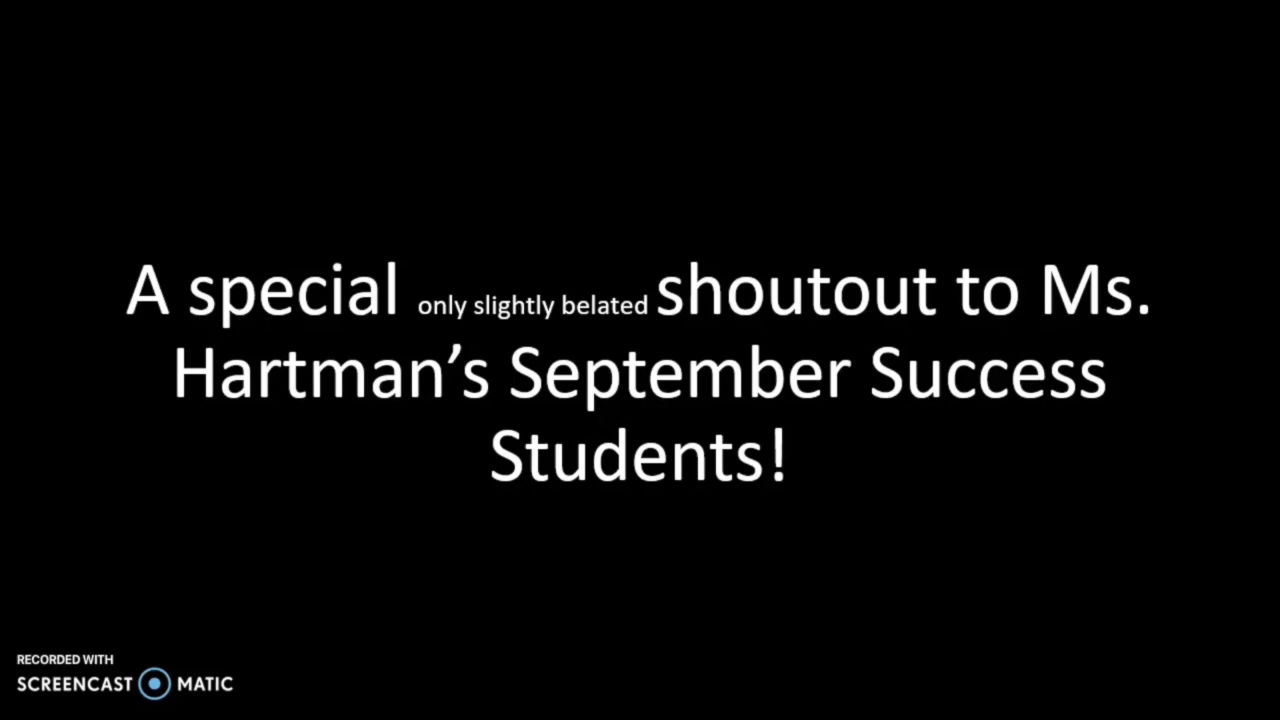 A special only slightly belated shoutout to Ms.
Hartman’s September Success
Students!
RECORDED WITH
SCREENCAST MATIC